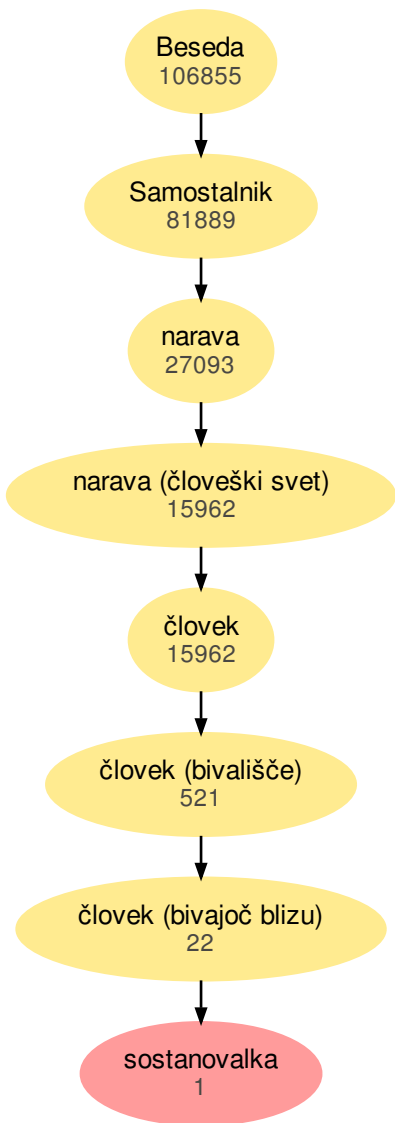 Beseda
106855
Samostalnik
81889
narava
27093
narava (človeški svet)
15962
človek
15962
človek (bivališče)
521
človek (bivajoč blizu)
22
sostanovalka
1